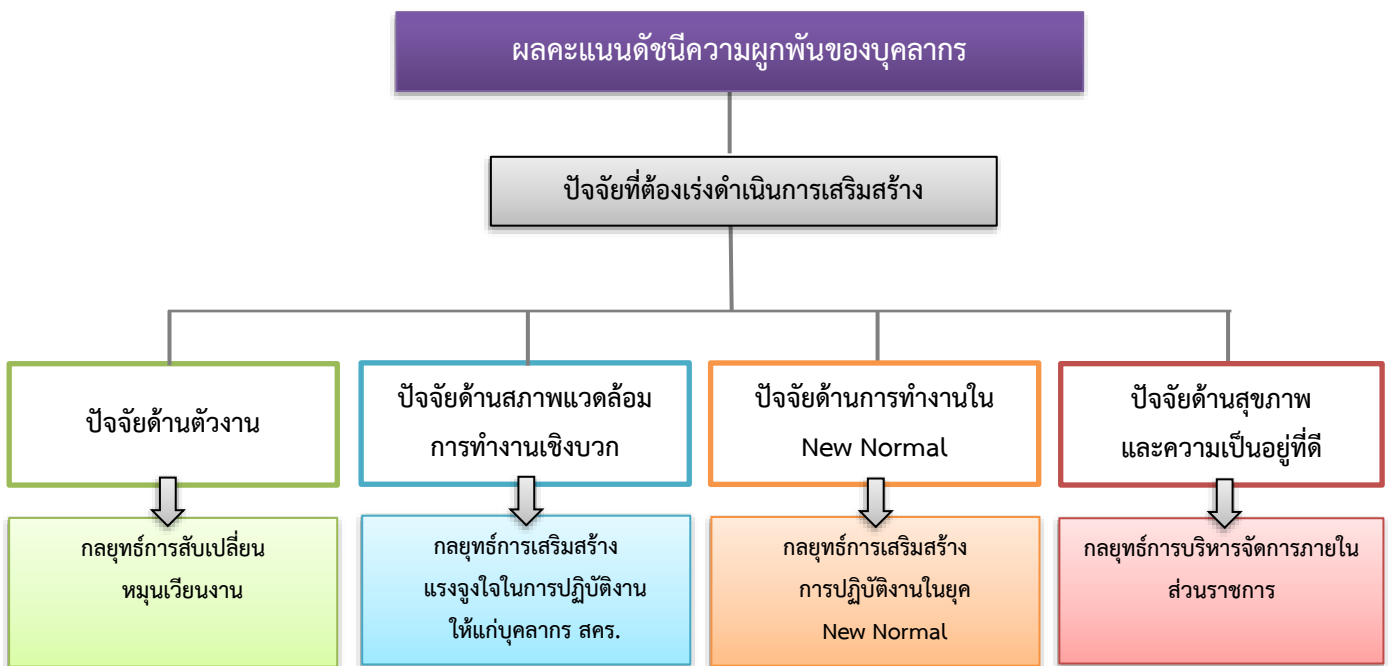 ผลคะแนนดัชนีความผูกพันของบุคลากร
ปัจจัยที่ต้องเร่งดำเนินการเสริมสร้าง
ปัจจัยด้านตัวงาน
ปัจจัยด้านสภาพแวดล้อม
การทำงานเชิงบวก
ปัจจัยด้านการทำงานใน
New Normal
ปัจจัยด้านสุขภาพ
และความเป็นอยู่ที่ดี
กลยุทธ์การสับเปลี่ยน
หมุนเวียนงาน
กลยุทธ์การเสริมสร้าง
แรงจูงใจในการปฏิบัติงาน
ให้แก่บุคลากร สคร.
กลยุทธ์การเสริมสร้าง
การปฏิบัติงานในยุค
New Normal
กลยุทธ์การบริหารจัดการภายใน
ส่วนราชการ